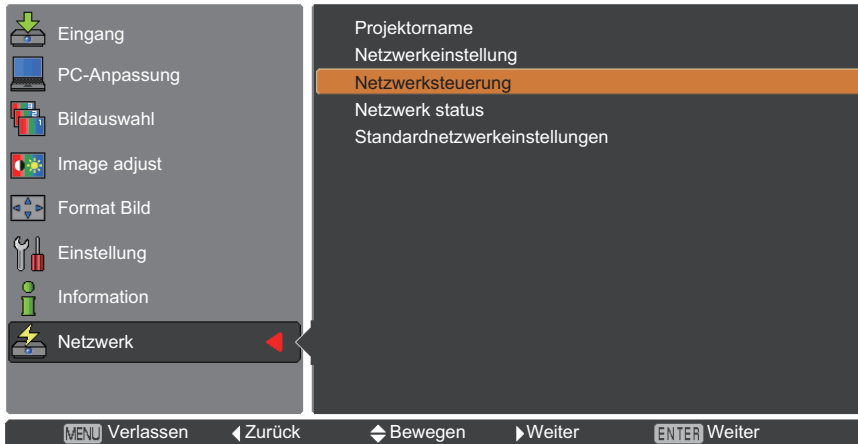 Eingang
PC-Anpassung
Bildauswahl
Image adjust
Format Bild
Einstellung
Information
Netzwerk
Projektorname
Netzwerkeinstellung
Netzwerksteuerung
Netzwerk status
Standardnetzwerkeinstellungen
MENU Verlassen Zurück Bewegen Weiter ENTER Weiter